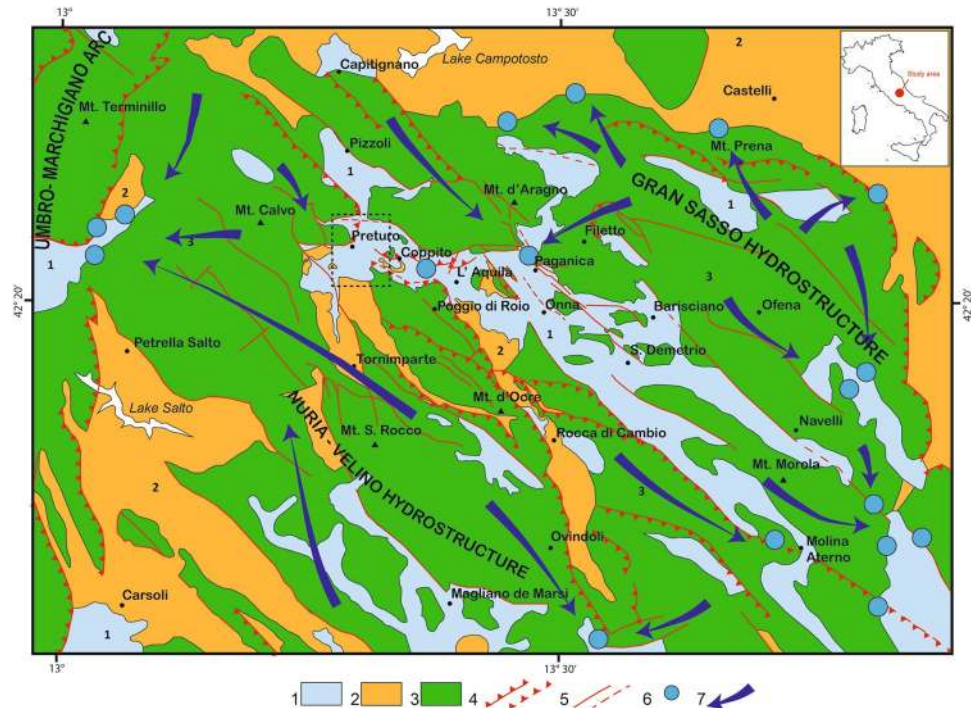 13°
13° 30
2
Lake Campotosto
Capitignano
Castelli
Study area
UMBRO- MARCHIGIANO ARC
Mt. Terminillo
Pizzoli
1
Mt. Prena
2
Mt. d'Aragno
GRAN SASSO HYDROSTRUCTURE
1
Mt. Calvo
3
Filetto
Preturo
Coppito
Paganica
1
L' Aquila
3
42° 20
Poggio di Roio
Onna
Barisciano
Ofena
42° 20
1
Petrella Salto
2
S. Demetrio
Tornimparte
Lake Salto
Mt. d'Ocre
NURIA - VELINO HYDROSTRUCTURE
Mt. S. Rocco
Navelli
Rocca di Cambio
Mt. Morola
2
3
Ovindoli
Molina
Aterno
Carsoli
Magliano de Marsi
1
13°
13° 30
1 2 3 4 5 6 7